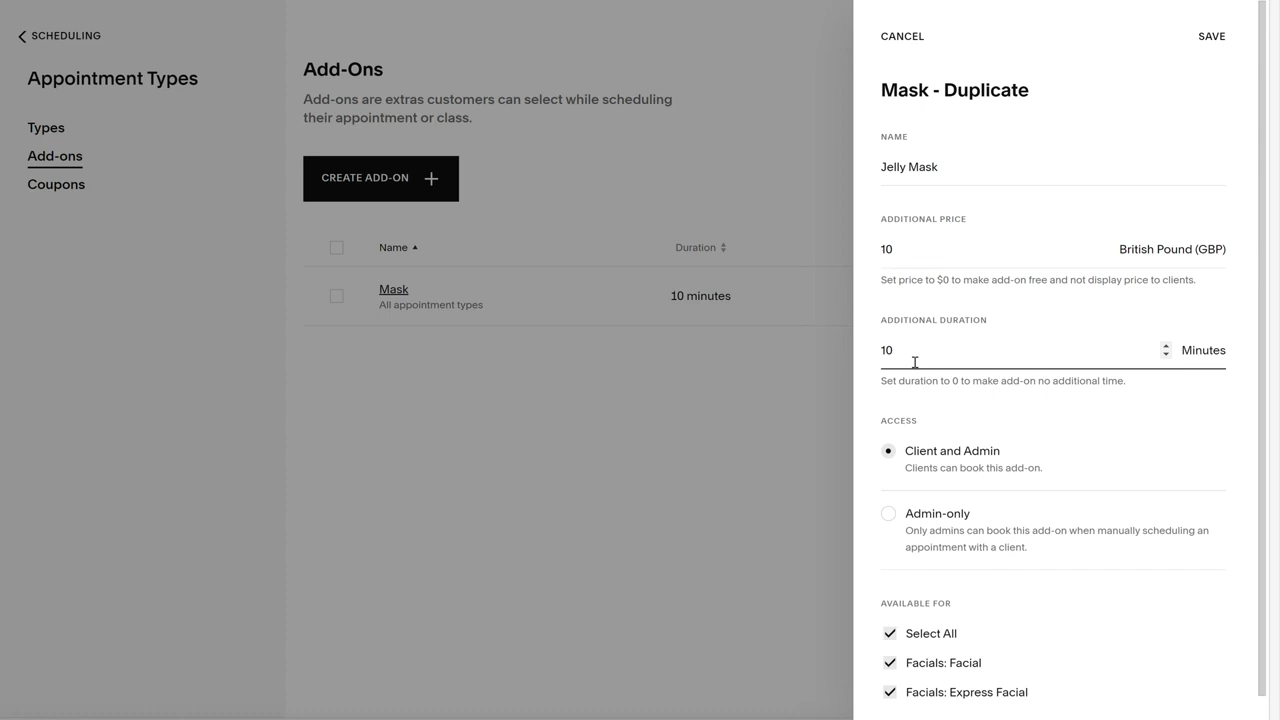 SCHEDULING
Appointment Types
Types
Add-ons
Coupons
Add-Ons
Add-ons are extras customers can select while scheduling
their appointment or class.
CREATE ADD-ON
Name
Duration
Mask
All appointment types
10 minutes
CANCEL
SAVE
Mask - Duplicate
NAME
Jelly Mask
ADDITIONAL PRICE
10
British Pound (GBP)
Set price to $0 to make add-on free and not display price to clients.
ADDITIONAL DURATION
10
Minutes
Set duration to 0 to make add-on no additional time.
ACCESS
Client and Admin
Clients can book this add-on.
Admin-only
Only admins can book this add-on when manually scheduling an
appointment with a client.
AVAILABLE FOR
Select All
Facials: Facial
Facials: Express Facial